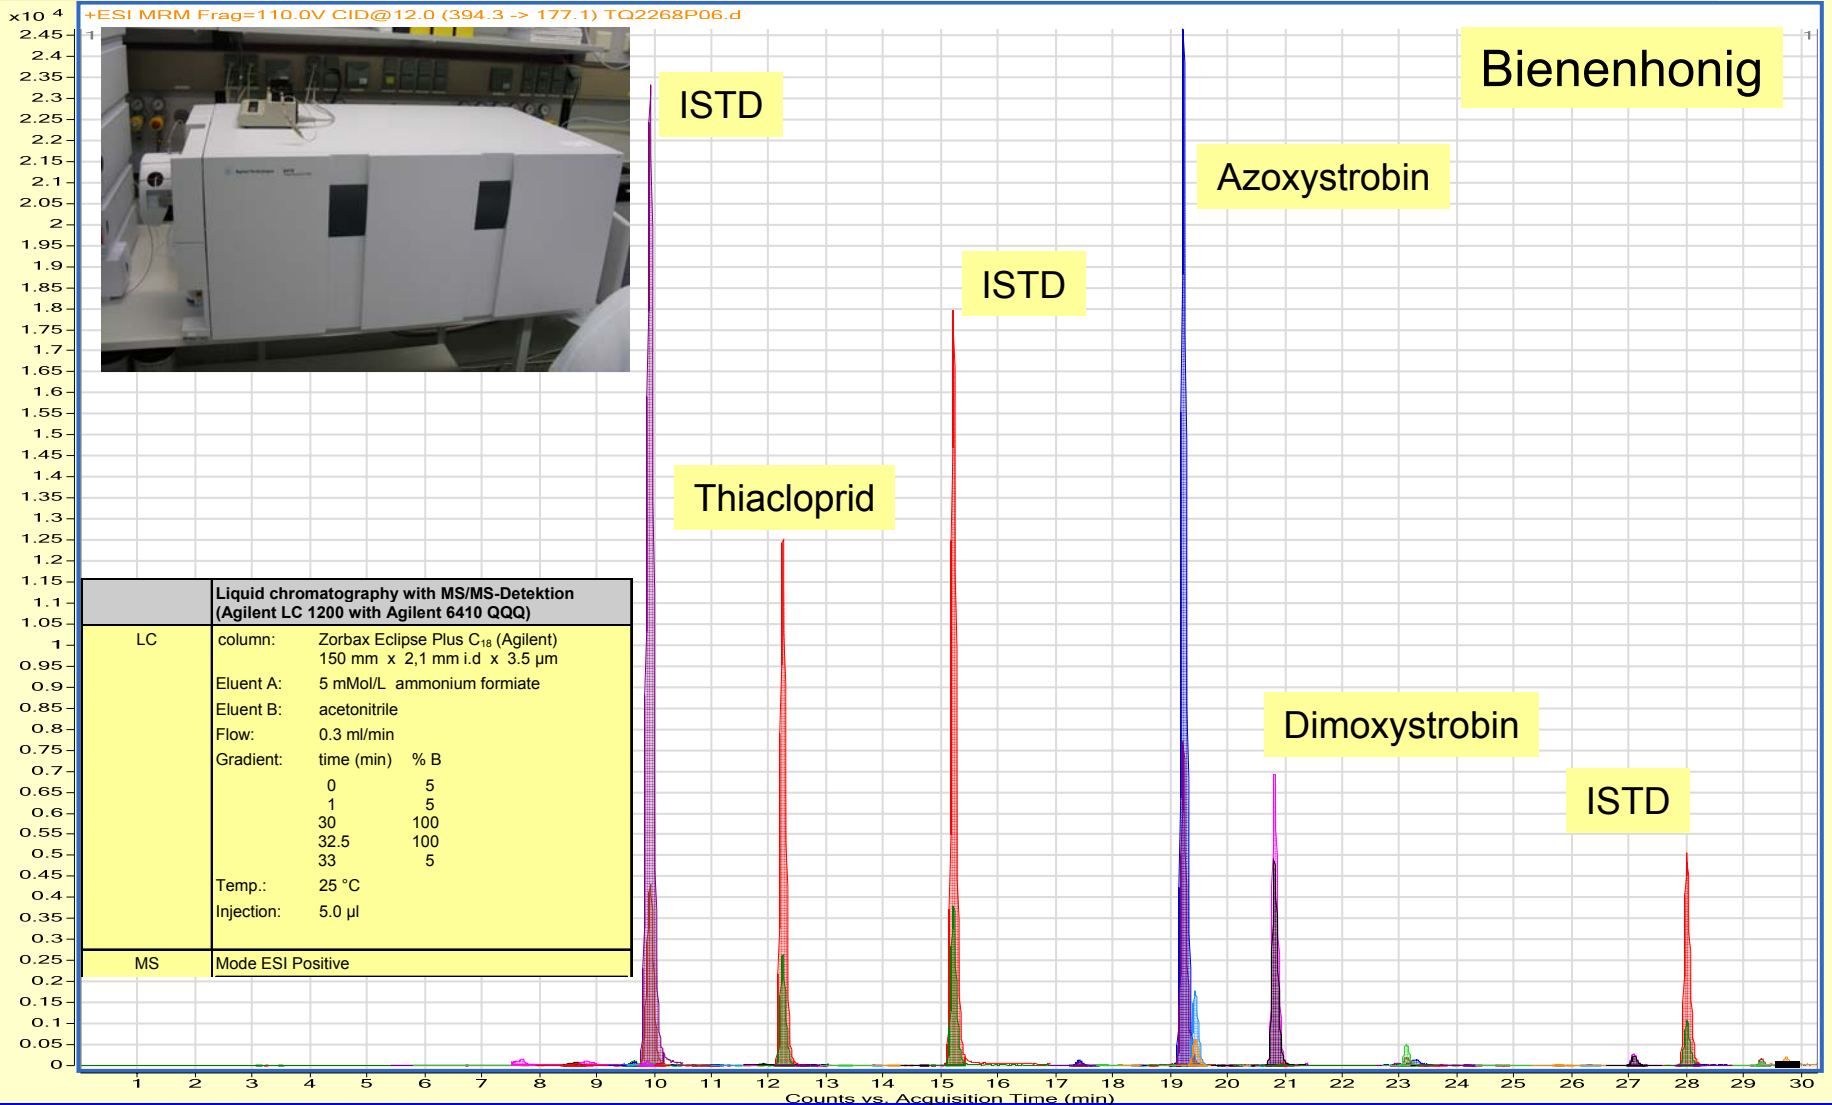 x10 4
+ESI MRM Frag=110.0V CID@12.0 (394.3 -> 177.1) TQ2268P06.d
1
1
2.45
2.4
2.35
2.3
2.25
2.2
2.15
2.1
2.05
2
1.95
1.9
1.85
1.8
1.75
1.7
1.65
1.6
1.55
1.5
1.45
1.4
1.35
1.3
1.25
1.2
1.15
1.1
1.05
1
0.95
0.9
0.85
0.8
0.75
0.7
0.65
0.6
0.55
0.5
0.45
0.4
0.35
0.3
0.25
0.2
0.15
0.1
0.05
0
Bienenhonig
ISTD
Azoxystrobin
ISTD
Thiacloprid
Dimoxystrobin
ISTD
Agilent Technologies
Liquid chromatography with MS/MS-Detektion
(Agilent LC 1200 with Agilent 6410 QQQ)
LC column: Zorbax Eclipse Plus C18 (Agilent)
150 mm x 2,1 mm i.d x 3.5 µm
Eluent A: 5 mMol/L ammonium formiate
Eluent B: acetonitrile
Flow: 0.3 ml/min
Gradient: time (min) % B
0 5
1 5
30 100
32.5 100
33 5
Temp.: 25 °C
Injection: 5.0 µl
MS Mode ESI Positive
1 2 3 4 5 6 7 8 9 10 11 12 13 14 15 16 17 18 19 20 21 22 23 24 25 26 27 28 29 30
Counts vs. Acquisition Time (min)